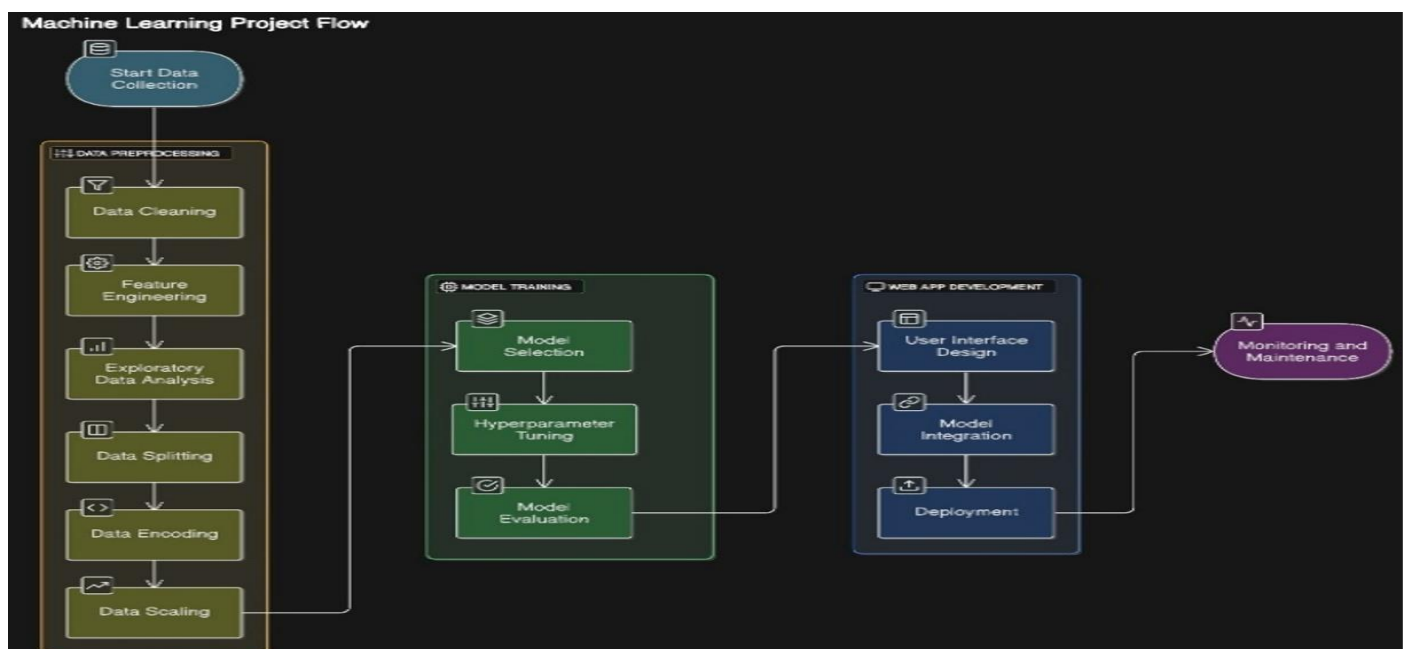 Machine Learning Project Flow
Start Data
Collection
DATA PREPROCESSING
Data Cleaning
Feature
Engineering
Exploratory
Data Analysis
Data Splitting
Data Encoding
Data Scaling
MODEL TRAINING
Model
Selection
Hyperparameter
Tuning
Model
Evaluation
WEB APP DEVELOPMENT
User Interface
Design
Model
Integration
Deployment
Monitoring and
Maintenance